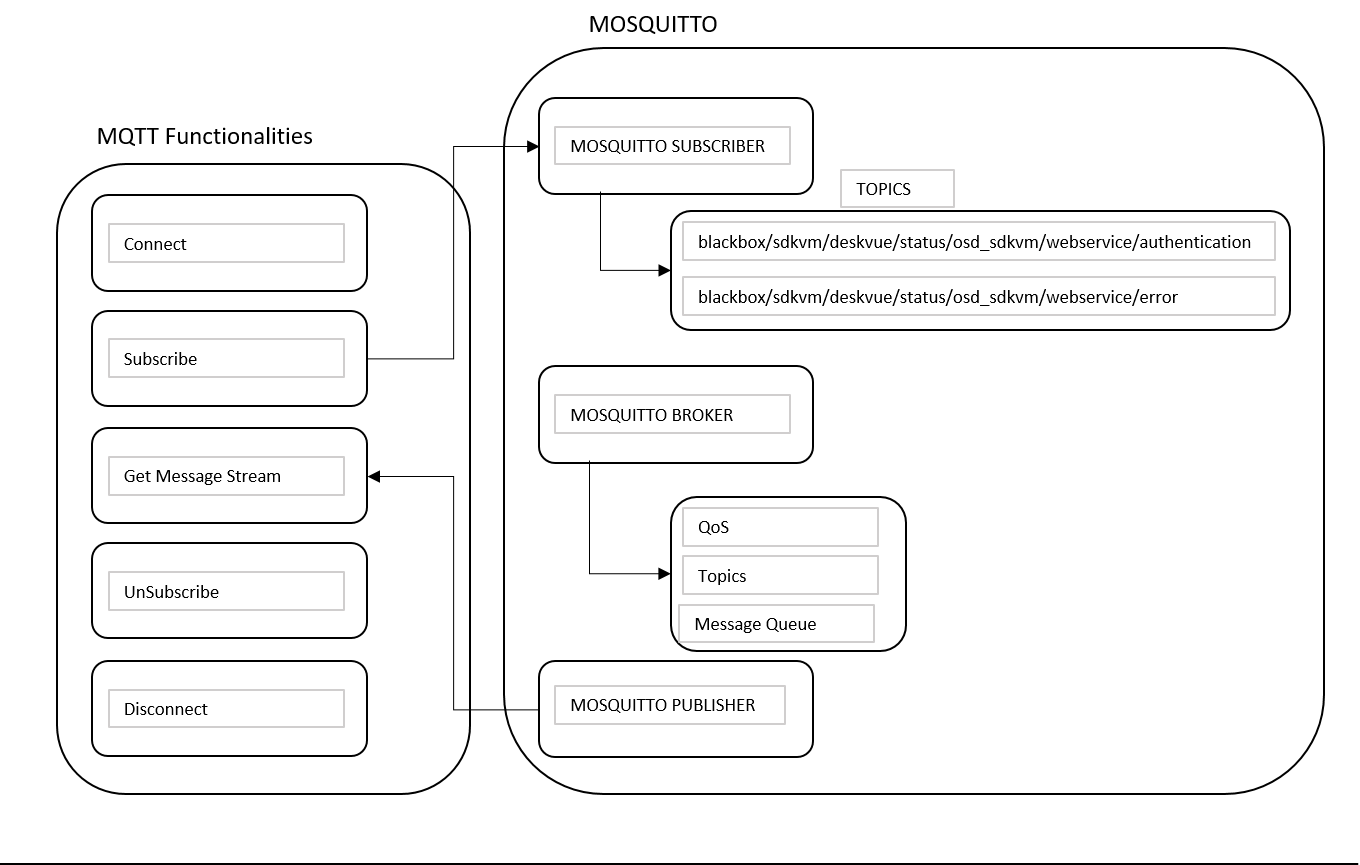 MOSQUITTO
MQTT Functionalities
Connect
Subscribe
Get Message Stream
UnSubscribe
Disconnect
MOSQUITTO SUBSCRIBER
TOPICS
blackbox/sdkvm/deskvue/status/osd_sdkvm/webservice/authentication
blackbox/sdkvm/deskvue/status/osd_sdkvm/webservice/error
MOSQUITTO BROKER
QoS
Topics
Message Queue
MOSQUITTO PUBLISHER